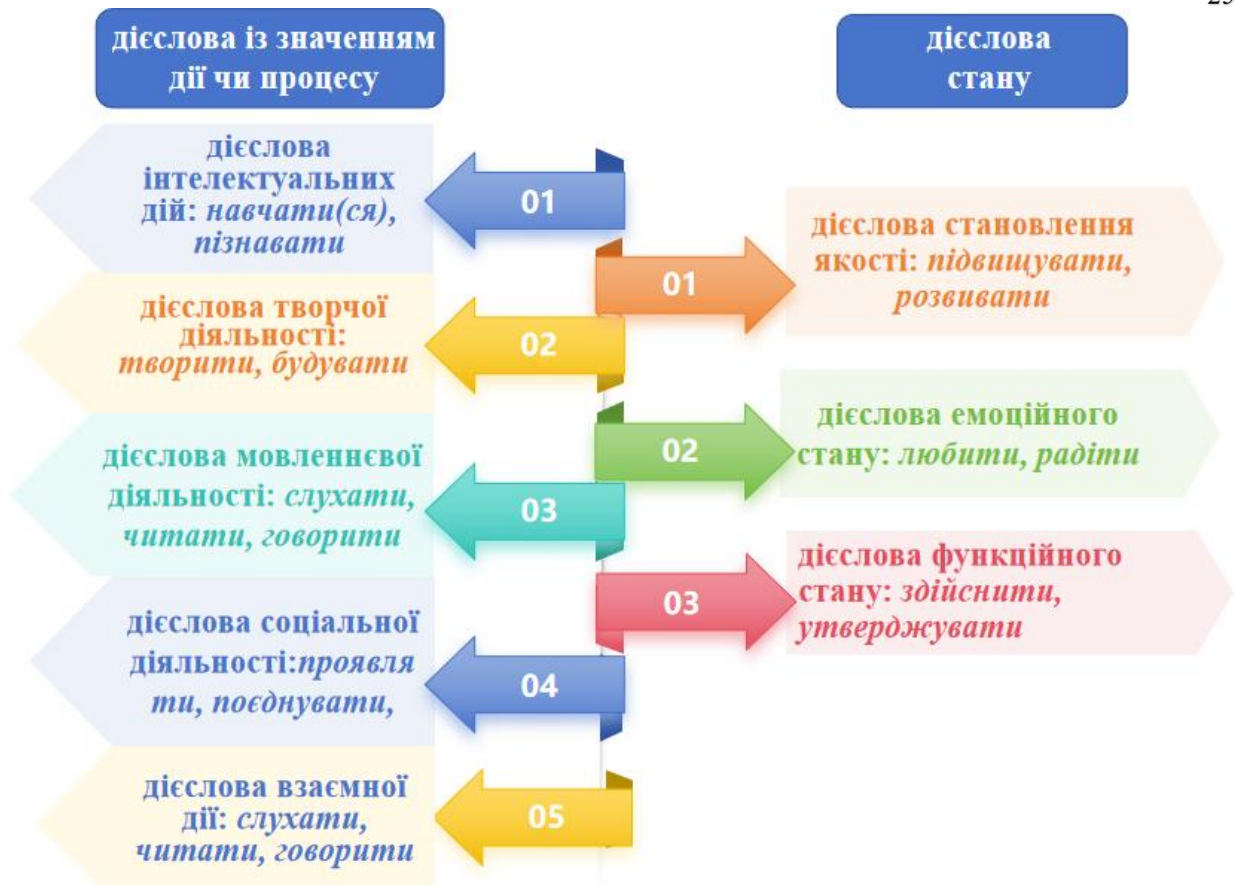 дієслова із значенням
дії чи процесу
дієслова
інтелектуальних
дій: навчати(ся),
пізнавати
01
дієслова творчої
діяльності:
творити, будувати
02
дієслова мовленнєвої
діяльності: слухати,
читати, говорити
03
дієслова соціальної
діяльності:проявля
ти, поєднувати,
04
дієслова взаємної
дії: слухати,
читати, говорити
05
дієслова
стану
01
дієслова становлення
якості: підвищувати,
розвивати
02
дієслова емоційного
стану: любити, радіти
03
дієслова функційного
стану: здійснити,
утверджувати